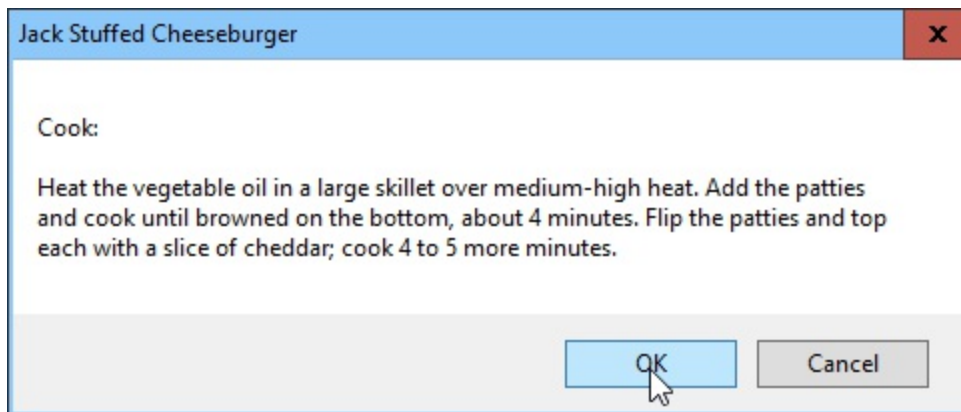 Jack Stuffed Cheeseburger
x
Cook:
Heat the vegetable oil in a large skillet over medium-high heat. Add the patties
and cook until browned on the bottom, about 4 minutes. Flip the patties and top
each with a slice of cheddar; cook 4 to 5 more minutes.
OK
Cancel